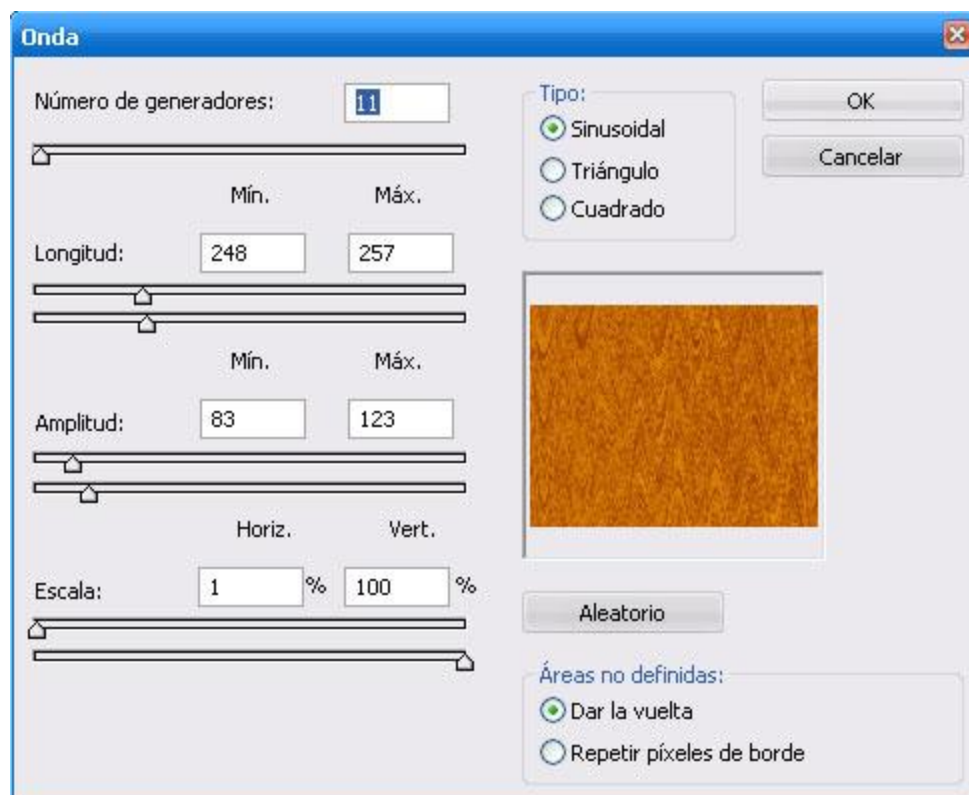 Onda
Número de generadores: 11
Mín. Máx.
Longitud: 248 257
Mín. Máx.
Amplitud: 83 123
Horiz. Vert.
Escala: 1 % 100 %
Tipo:
Sinusoidal
Triángulo
Cuadrado
OK
Cancelar
Aleatorio
Áreas no definidas:
Dar la vuelta
Repetir píxeles de borde